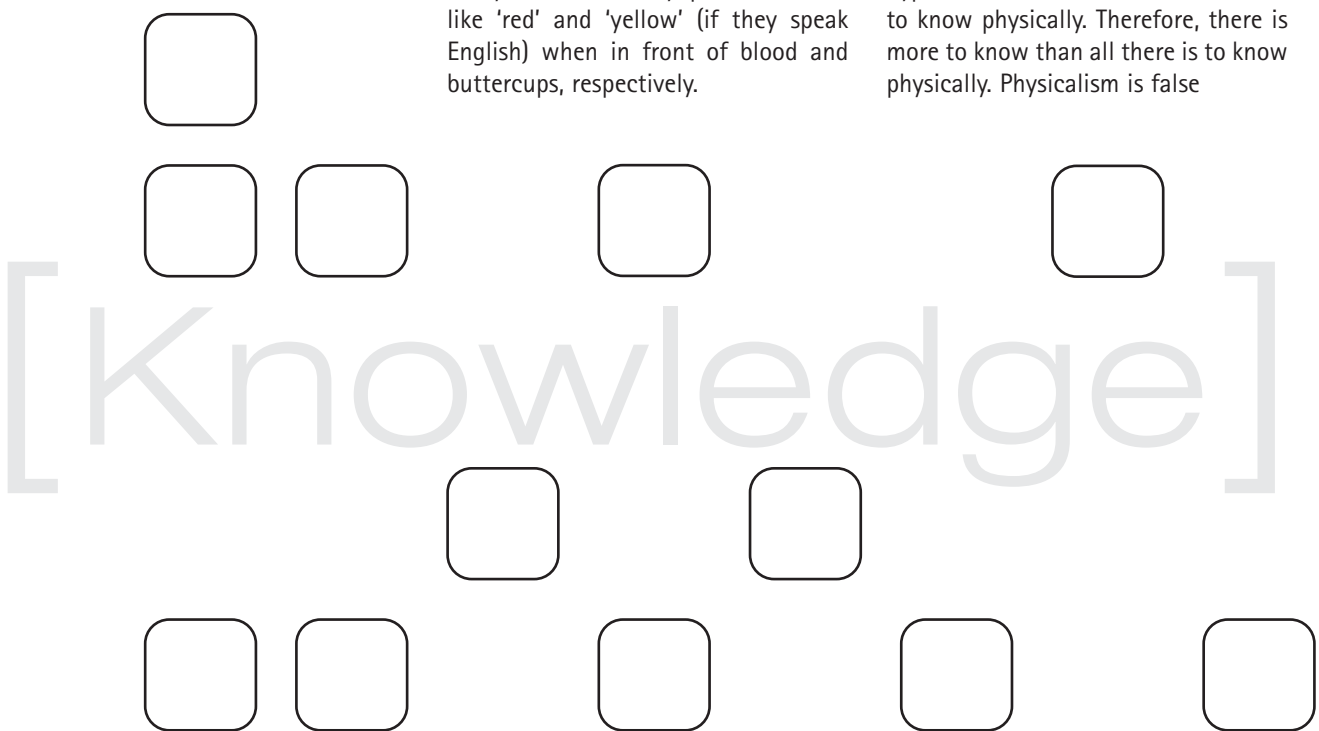 like 'red' and 'yellow' (if they speak
English) when in front of blood and
buttercups, respectively.
to know physically. Therefore, there is
more to know than all there is to know
physically. Physicalism is false
[Knowledge]